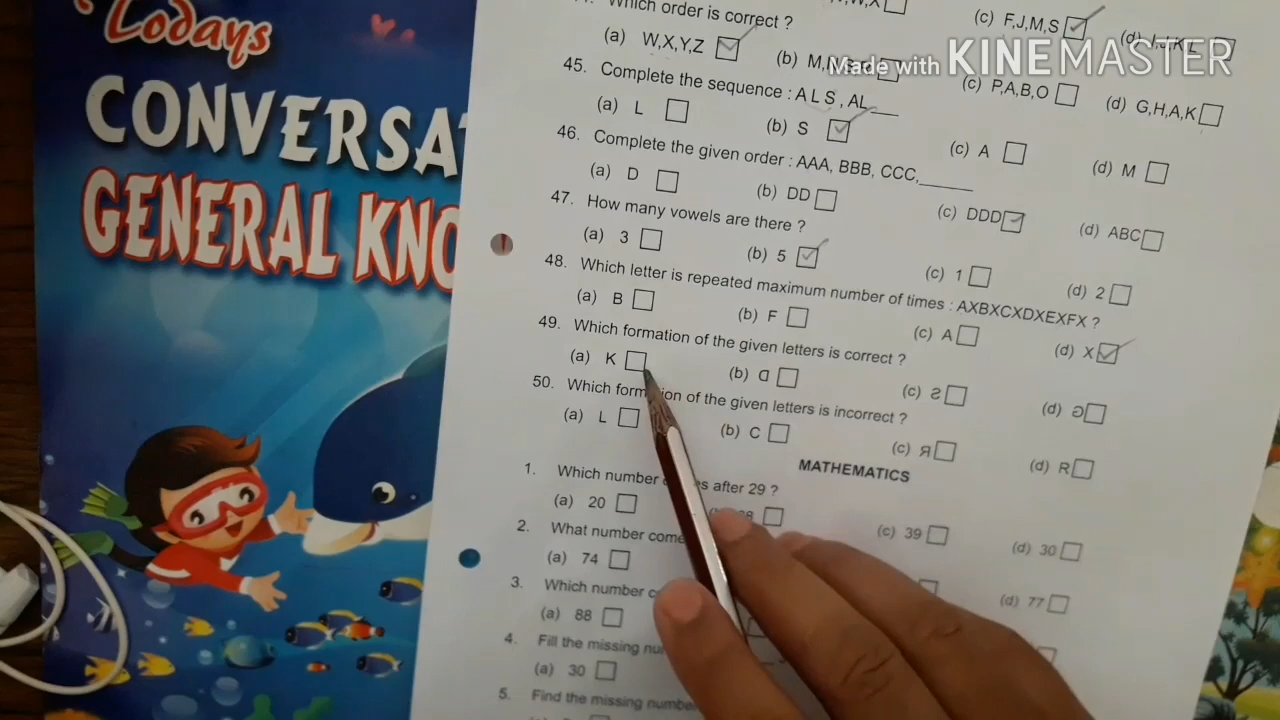 Todays
CONVERSA
GENERAL KNO
Made with KINEMASTER
(c) F,J,M,S (d) I,J,K,L
Which order is correct ?
(a) W,X,Y,Z (b) (c) P,A,B,O (d) G,H,A,K
45. Complete the sequence : A L S , AL __
(a) L (b) S (c) A (d) M
46. Complete the given order : AAA, BBB, CCC,______
(a) D (b) DD (c) DDD (d) ABC
47. How many vowels are there ?
(a) 3 (b) 5 (c) 1 (d) 2
48. Which letter is repeated maximum number of times : AXBXCXDXEXFX ?
(a) B (b) F (c) A (d) X
49. Which formation of the given letters is correct ?
(a) K (b) ᗡ (c) Ƨ (d) ɘ
50. Which formation of the given letters is incorrect ?
(a) L (b) C (c) Я (d) R
MATHEMATICS
1. Which number after 29 ?
(a) 20 (c) 39 (d) 30
2. What number come
(a) 74 (d) 77
3. Which number
(a) 88
4. Fill the missing
(a) 30
5. Find the missing